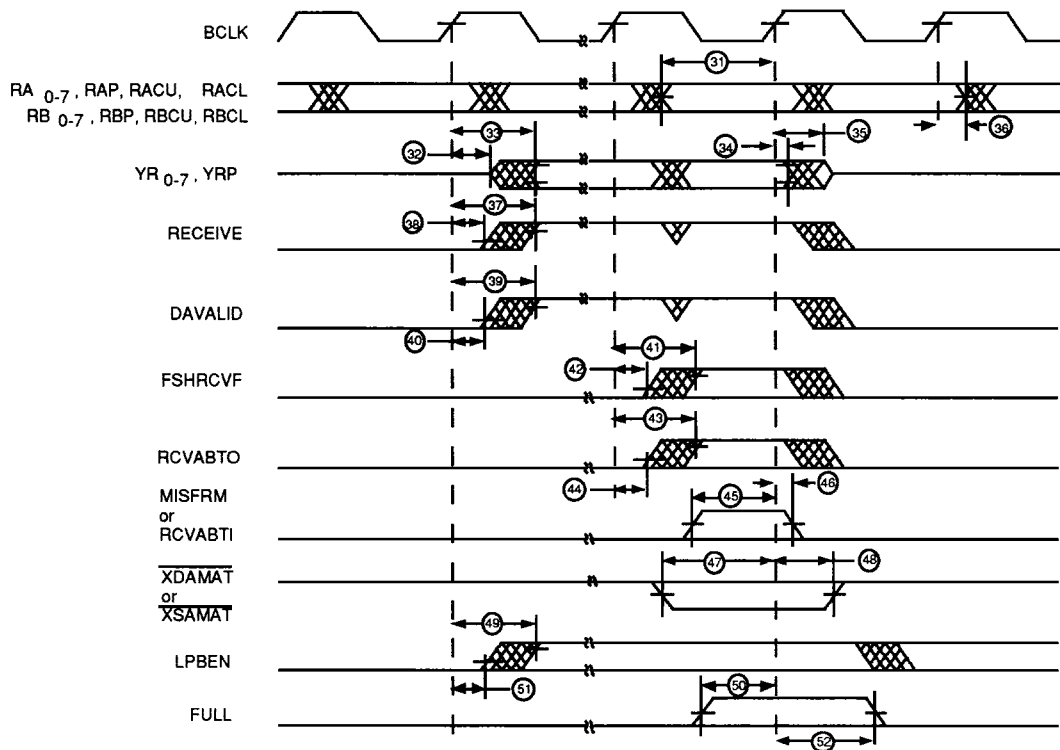 BCLK
31
RA 0-7 , RAP, RACU, RACL
RB 0-7 , RBP, RBCU, RBCL
36
33
35
32
34
YR 0-7 , YRP
37
38
RECEIVE
39
DAVALID
40
41
42
FSHRCVF
43
RCVABTO
44
46
MISFRM
or
RCVABTI
45
47
48
XDAMAT
or
XSAMAT
49
LPBEN
51
50
FULL
52